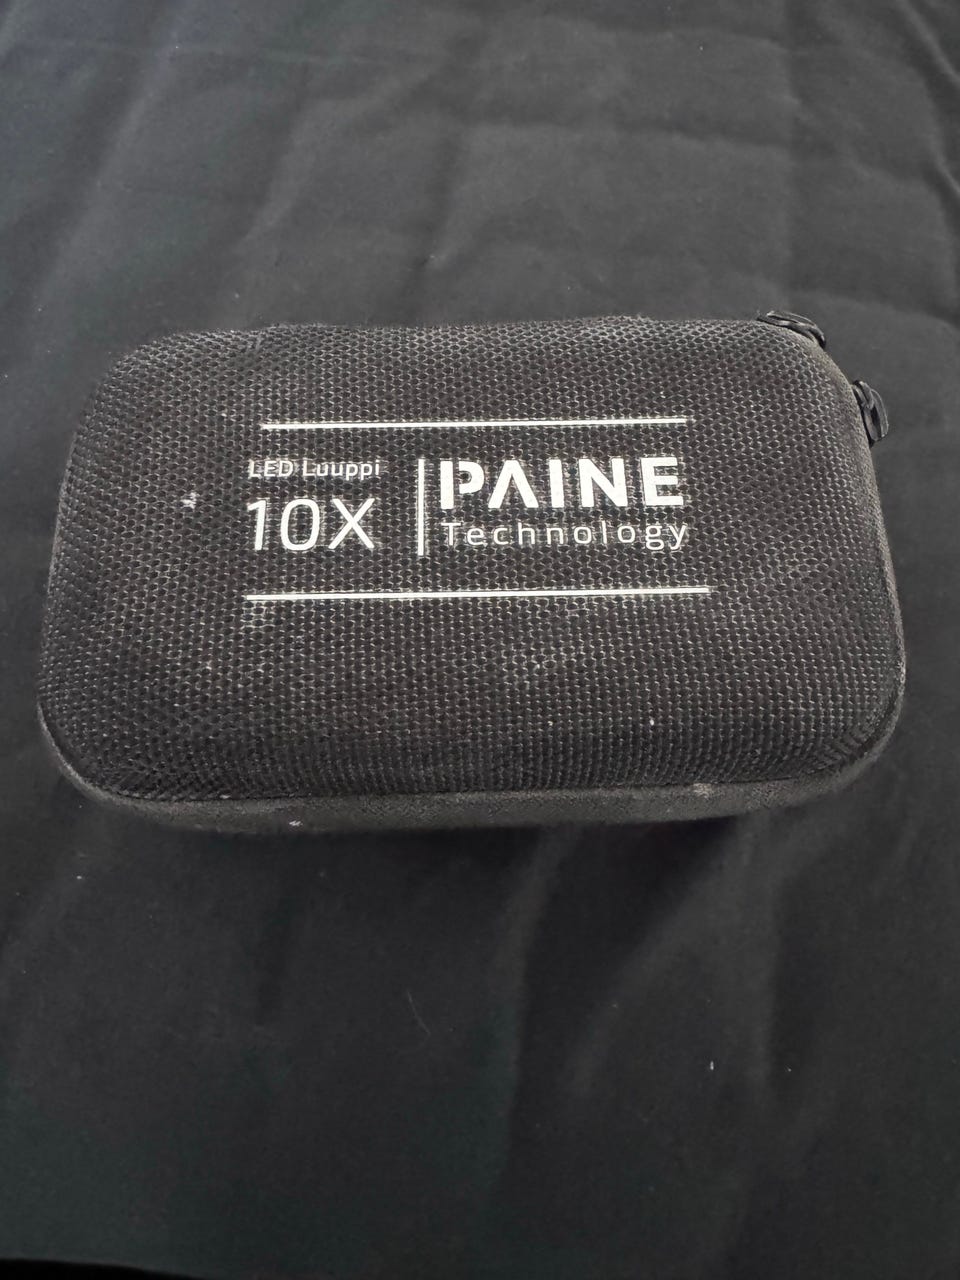 LED Luuppi
10X
PAINE
Technology